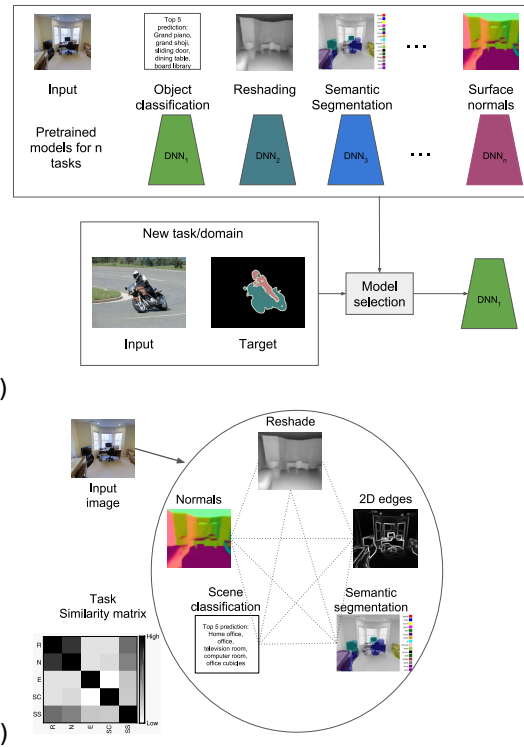 Top 5
prediction:
Grand piano,
grand shoji,
sliding door,
dining table,
board library
...
Input
Object
classification
Reshading
Semantic
Segmentation
Surface
normals
Pretrained
models for n
tasks
DNN1
DNN2
DNN3
...
DNNn
New task/domain
Input
Target
Model
selection
DNN1
)
Reshade
Input
image
Normals
2D edges
Scene
classification
Semantic
segmentation
Top 5
prediction:
Home office,
office,
television room,
computer room,
office cubicles
Task
Similarity matrix
High
Low
R
N
E
SC
SS
R
N
E
SC
SS
)